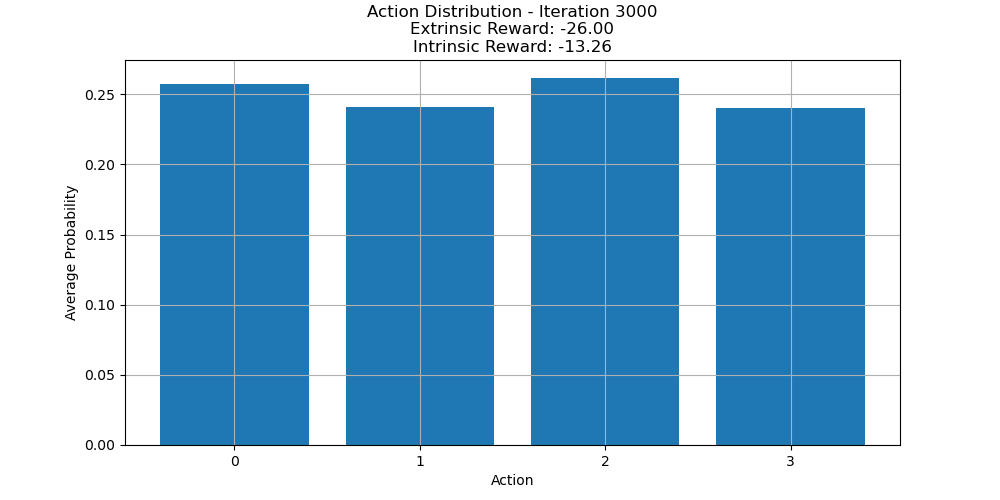 Action Distribution - Iteration 3000
Extrinsic Reward: -26.00
Intrinsic Reward: -13.26
Average Probability
0.25
0.20
0.15
0.10
0.05
0.00
0 1 2 3
Action